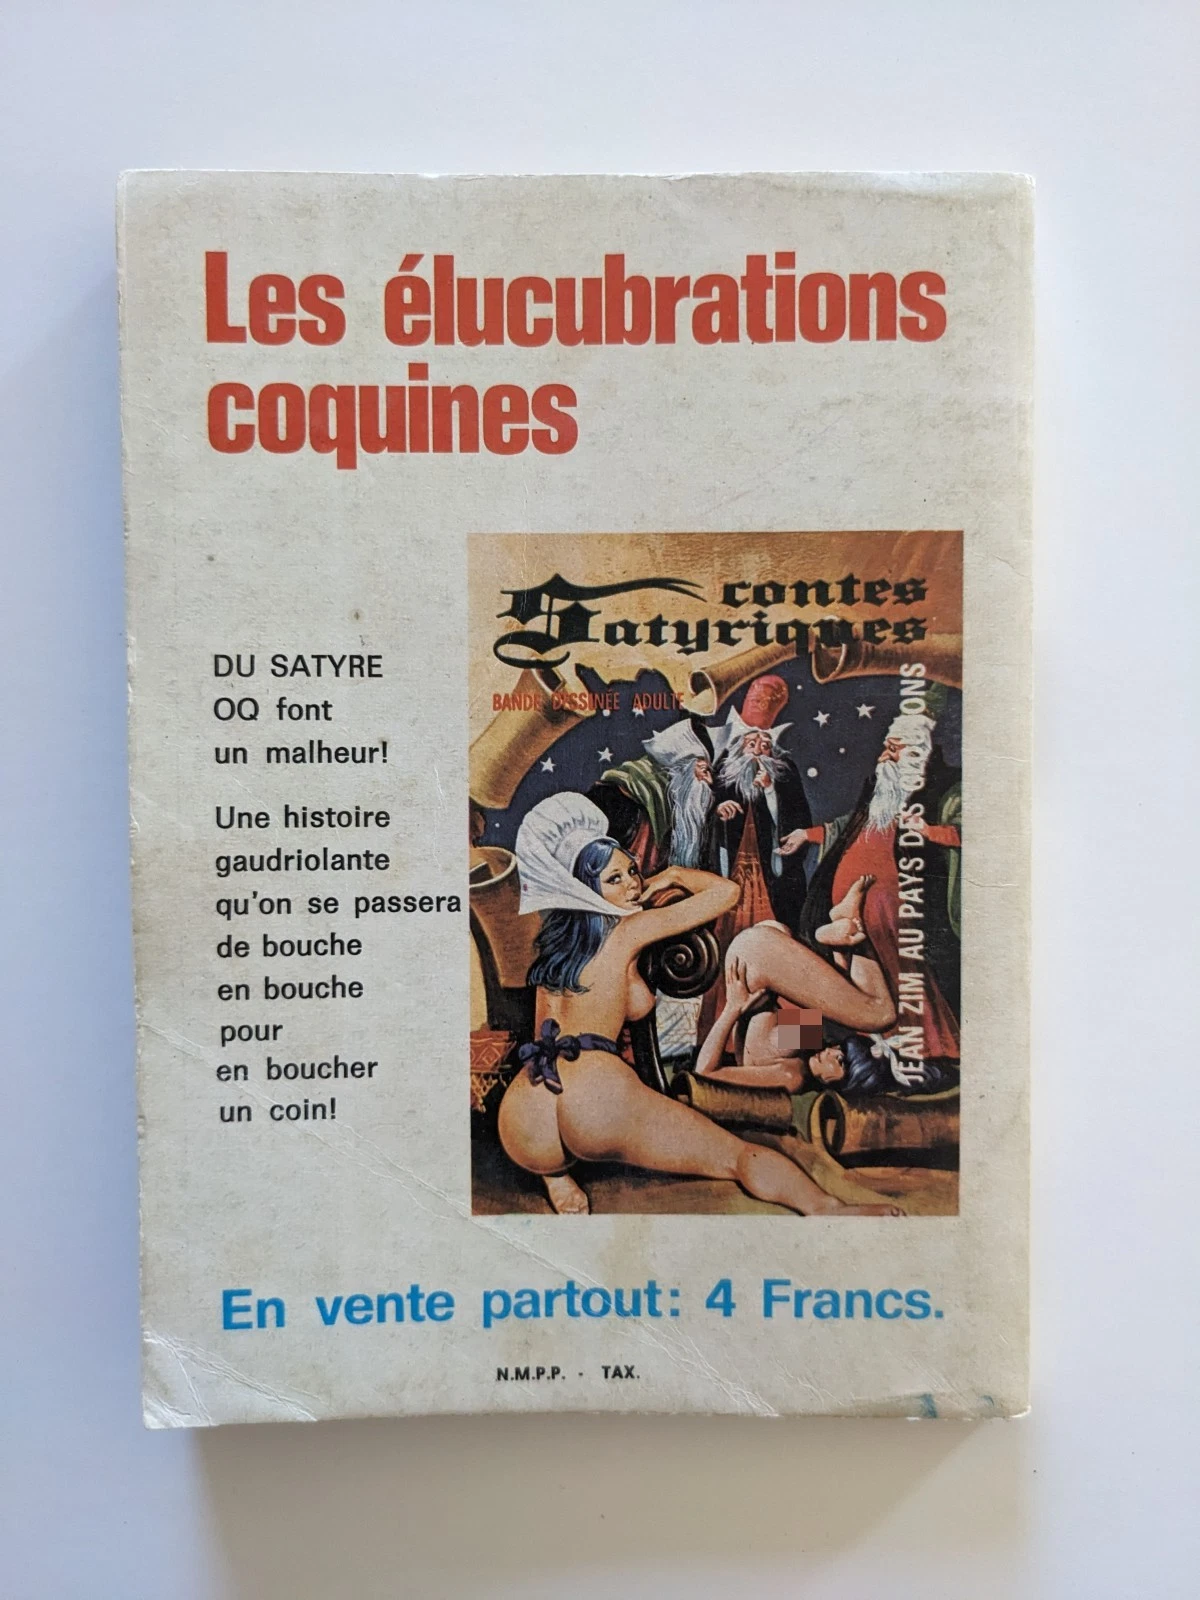 Les élucubrations
coquines
DU SATYRE
OQ font
un malheur!
Une histoire
gaudriolante
qu'on se passera
de bouche
en bouche
pour
en boucher
un coin!
contes
Satyriques
BANDE DESSINÉE ADULTE
JEAN ZIM AU PAYS DES
En vente partout: 4 Francs.
N.M.P.P. - TAX.